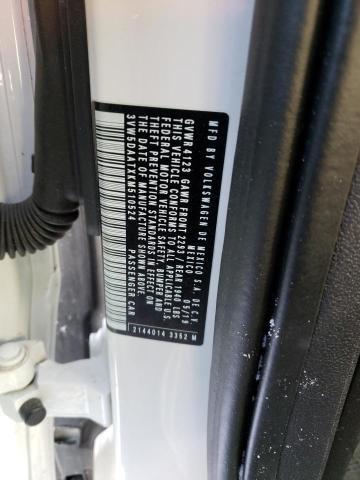 MFD BY VOLKSWAGEN DE MEXICO S.A. DE C.V.
MEXICO 05/19
GVWR 4123 GAWR FRONT 2293 / REAR 1940 LBS
THIS VEHICLE CONFORMS TO ALL APPLICABLE U.S.
FEDERAL MOTOR VEHICLE SAFETY, BUMPER AND
THEFT PREVENTION STANDARDS IN EFFECT ON
THE DATE OF MANUFACTURE SHOWN ABOVE.
3VW5DAATXKM510524 PASSENGER CAR
2144014 3352 M